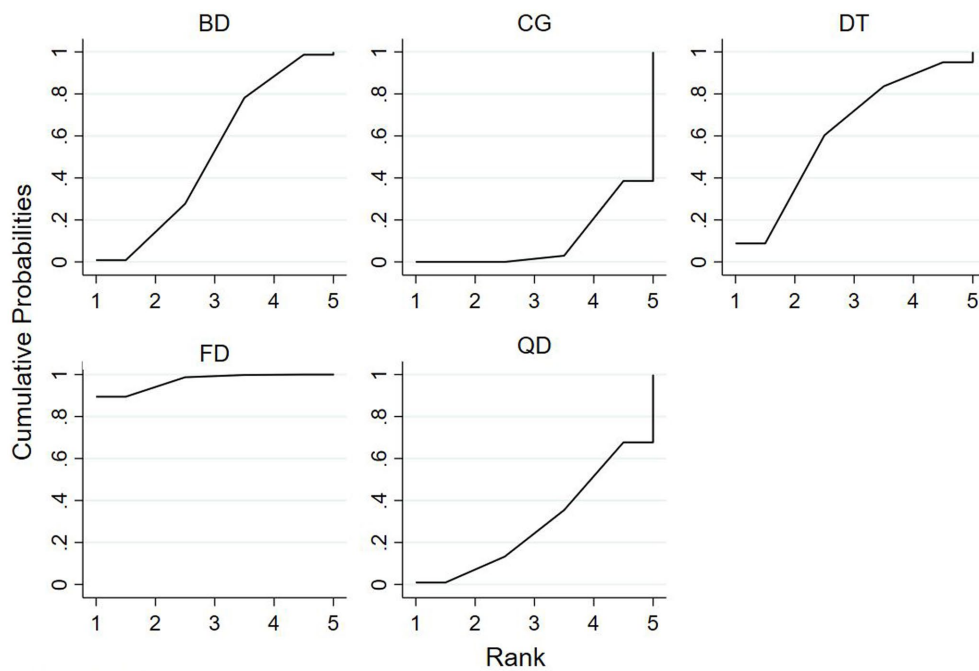 BD
CG
DT
Cumulative Probabilities
0 .2 .4 .6 .8 1
1 2 3 4 5
0 .2 .4 .6 .8 1
1 2 3 4 5
0 .2 .4 .6 .8 1
1 2 3 4 5
FD
QD
0 .2 .4 .6 .8 1
1 2 3 4 5
0 .2 .4 .6 .8 1
1 2 3 4 5
Rank